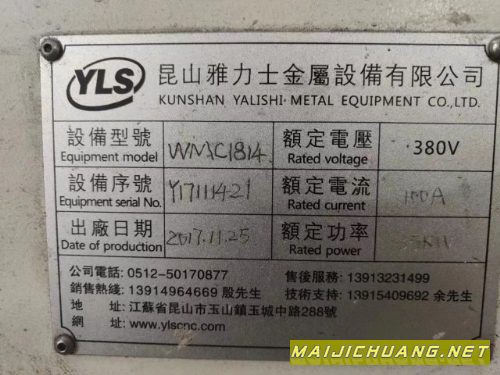 YLS 昆山雅力士金屬設備有限公司
KUNSHAN YALISHI METAL EQUIPMENT CO.,LTD.
設備型號 WMC1814 額定電壓 380V
Equipment model Rated voltage
設備序號 Y17111421 額定電流 100A
Equipment serial No. Rated current
出廠日期 2017.11.25 額定功率
Date of production Rated power
公司電話: 0512-50170877 售後服務: 13913231499
銷售熱綫: 13914964669 殷先生 技術支持: 13915409692 余先生
地 址: 江蘇省昆山市玉山鎮玉城中路288號
網 址: www.ylscnc.com
MAIJICHUANG.NET